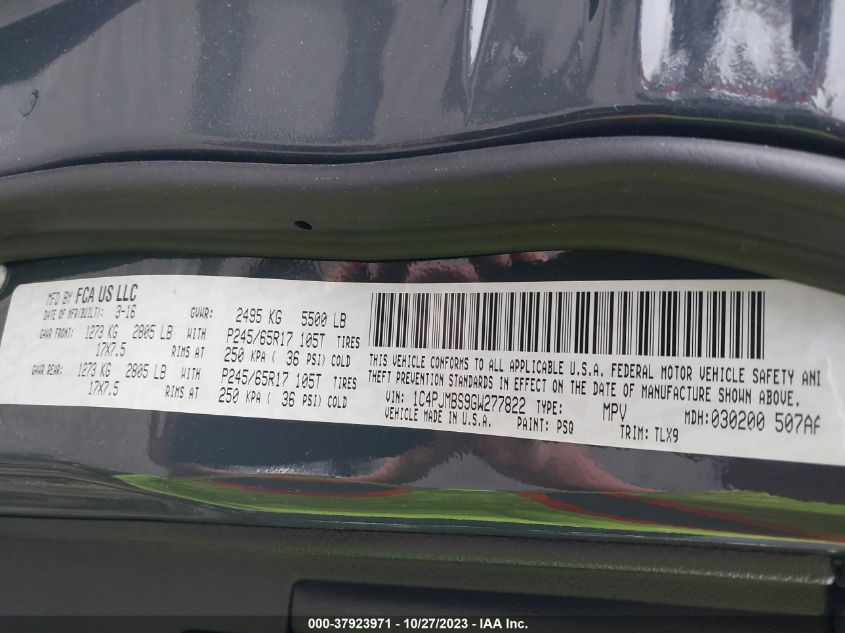 MFD BY FCA US LLC
DATE OF MFR(BUILT): 3-16 GVWR: 2495 KG 5500 LB
GAWR FRONT: 1273 KG 2805 LB WITH P245/65R17 105T TIRES
17X7.5 RIMS AT 250 KPA ( 36 PSI) COLD
GAWR REAR: 1273 KG 2805 LB WITH P245/65R17 105T TIRES
17X7.5 RIMS AT 250 KPA ( 36 PSI) COLD
THIS VEHICLE CONFORMS TO ALL APPLICABLE U.S.A. FEDERAL MOTOR VEHICLE SAFETY AND
THEFT PREVENTION STANDARDS IN EFFECT ON THE DATE OF MANUFACTURE SHOWN ABOVE.
VIN: 1C4PJMBS9GW277822 TYPE: MPV MDH: 030200 507AF
VEHICLE MADE IN U.S.A. PAINT: PSQ TRIM: TLX9
000-37923971 - 10/27/2023 - IAA Inc.